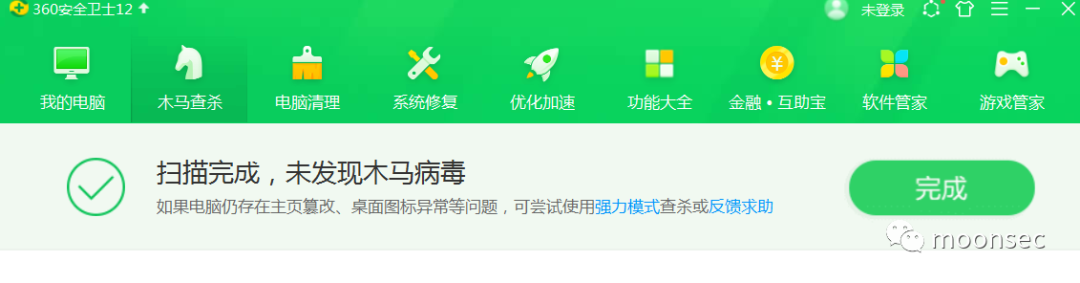 360安全卫士12
未登录
我的电脑 木马查杀 电脑清理 系统修复 优化加速 功能大全 金融·互助宝 软件管家 游戏管家
扫描完成，未发现木马病毒
如果电脑仍存在主页篡改、桌面图标异常等问题，可尝试使用强力模式查杀或反馈求助
完成
moonsec